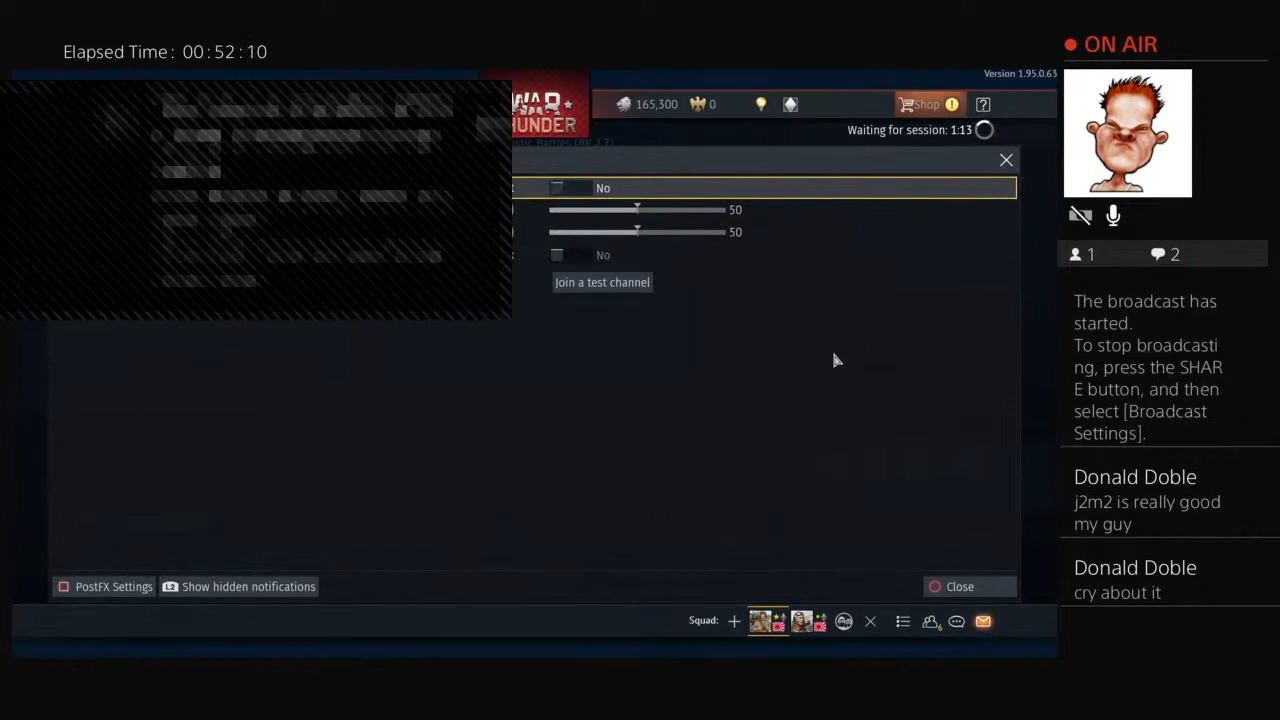 Elapsed Time: 00:52:10
ON AIR
Version 1.95.0.63
WAR
HUNDER
165,300
0
Shop
Waiting for session: 1:13
No
50
50
No
Join a test channel
1
2
The broadcast has
started.
To stop broadcasti
ng, press the SHAR
E button, and then
select [Broadcast
Settings].
Donald Doble
j2m2 is really good
my guy
Donald Doble
cry about it
PostFX Settings
L2 Show hidden notifications
Close
Squad:
6